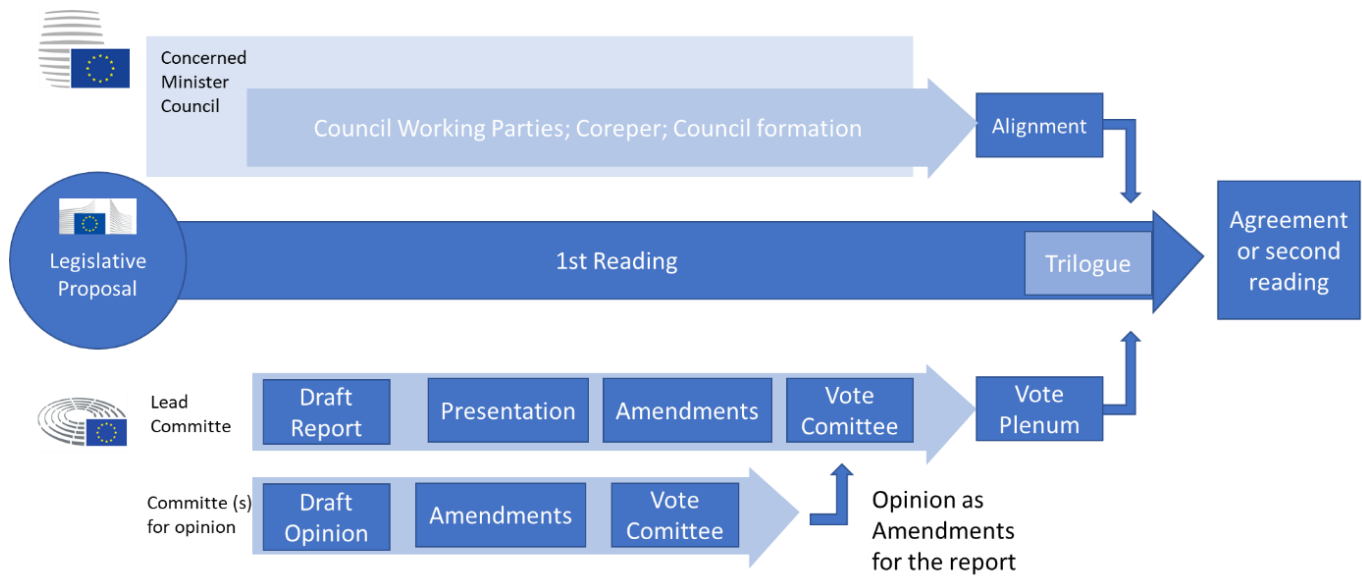 Concerned
Minister
Council
Council Working Parties; Coreper; Council formation
Alignment
Legislative
Proposal
1st Reading
Trilogue
Agreement
or second
reading
Lead
Committe
Draft
Report
Presentation
Amendments
Vote
Comittee
Vote
Plenum
Committe (s)
for opinion
Draft
Opinion
Amendments
Vote
Comittee
Opinion as
Amendments
for the report